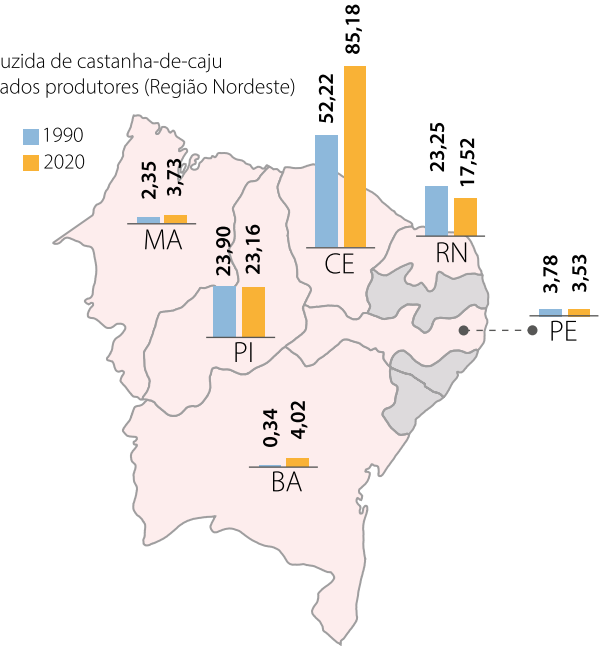 uzida de castanha-de-caju
ados produtores (Região Nordeste)
1990
2020
52,22
85,18
CE
23,25
17,52
RN
2,35
3,73
MA
23,90
23,16
PI
3,78
3,53
PE
0,34
4,02
BA